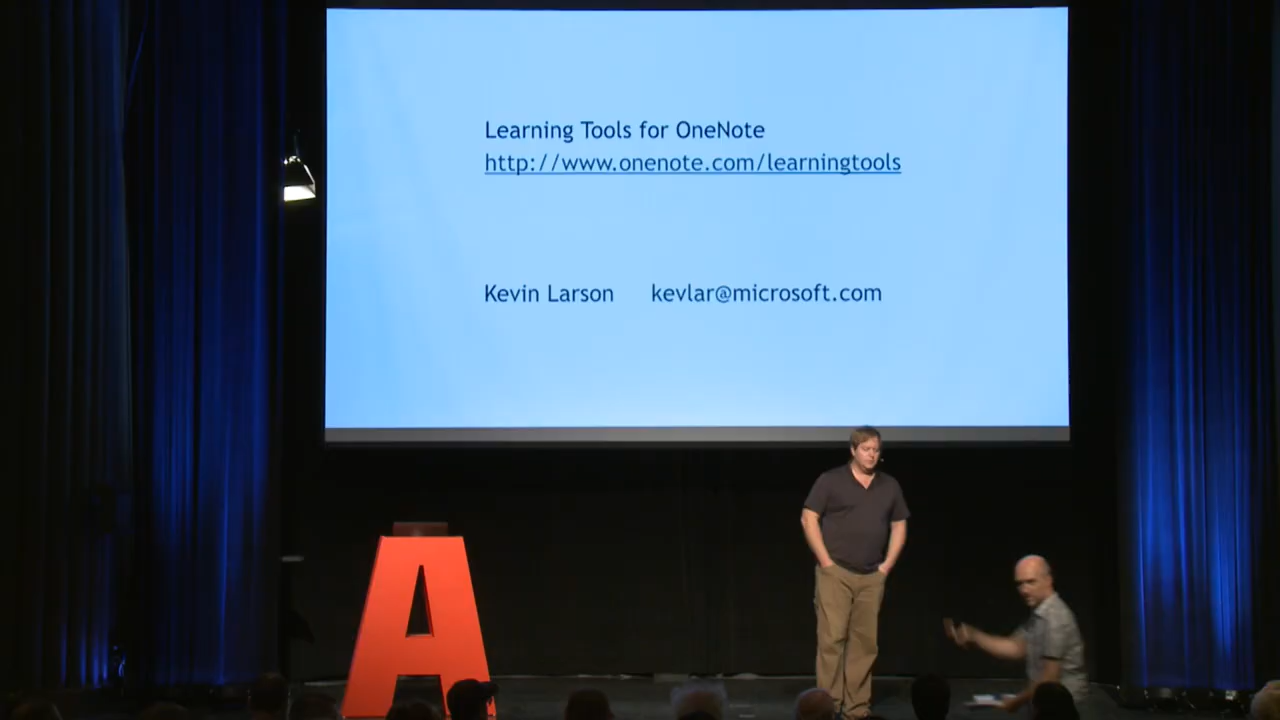 Learning Tools for OneNote
http://www.onenote.com/learningtools
Kevin Larson kevlar@microsoft.com
A